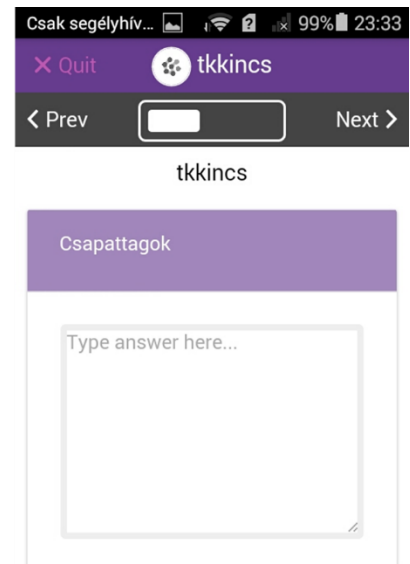 Csak segélyhív... 99% 23:33
× Quit tkkincs
Prev Next
tkkincs
Csapattagok
Type answer here...